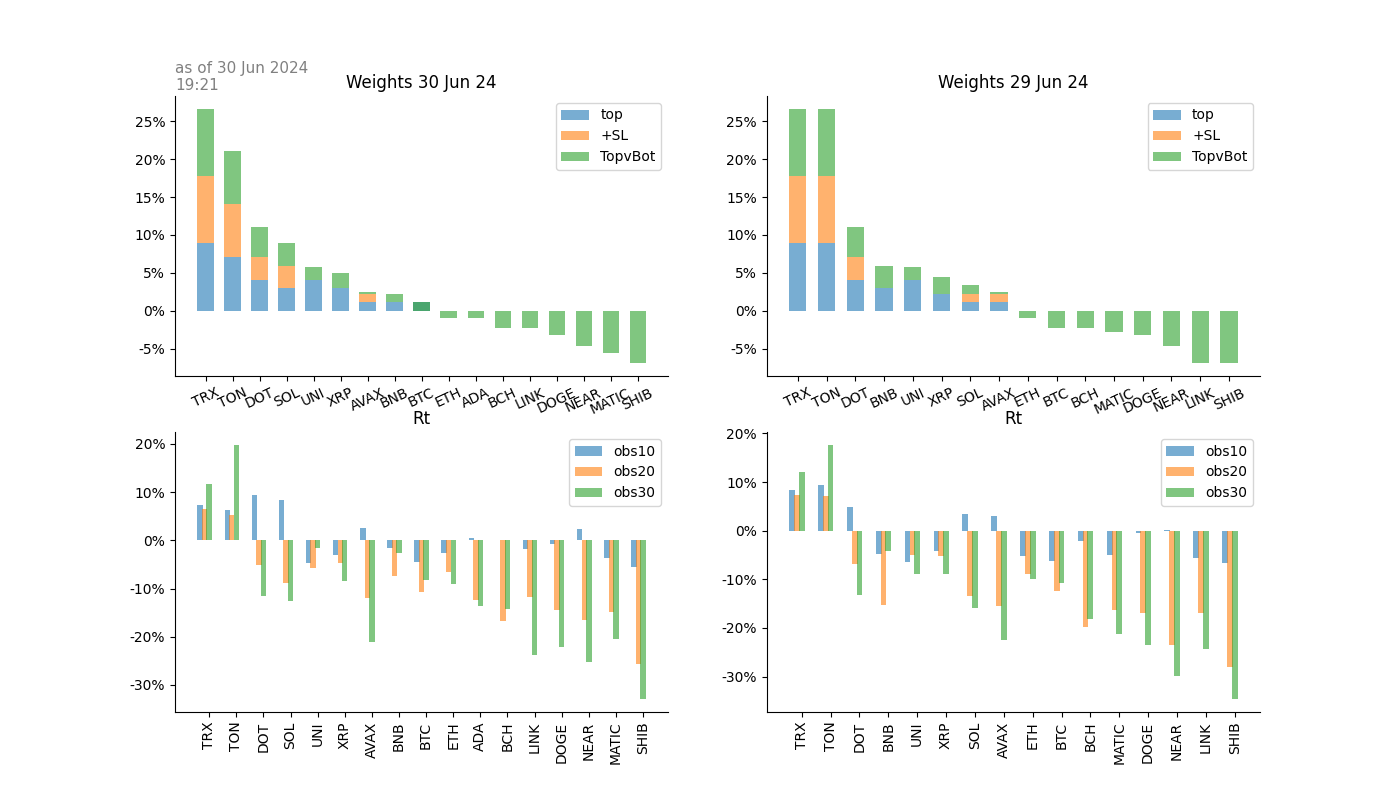 as of 30 Jun 2024
19:21
Weights 30 Jun 24
25%
20%
15%
10%
5%
0%
-5%
top
+SL
TopvBot
TRX TON DOT SOL UNI XRP AVAX BNB BTC ETH ADA BCH LINK DOGE NEAR MATIC SHIB
Weights 29 Jun 24
25%
20%
15%
10%
5%
0%
-5%
top
+SL
TopvBot
TRX TON DOT BNB UNI XRP SOL AVAX ETH BTC BCH MATIC DOGE NEAR LINK SHIB
Rt
20%
10%
0%
-10%
-20%
-30%
obs10
obs20
obs30
TRX TON DOT SOL UNI XRP AVAX BNB BTC ETH ADA BCH LINK DOGE NEAR MATIC SHIB
Rt
20%
10%
0%
-10%
-20%
-30%
obs10
obs20
obs30
TRX TON DOT BNB UNI XRP SOL AVAX ETH BTC BCH MATIC DOGE NEAR LINK SHIB